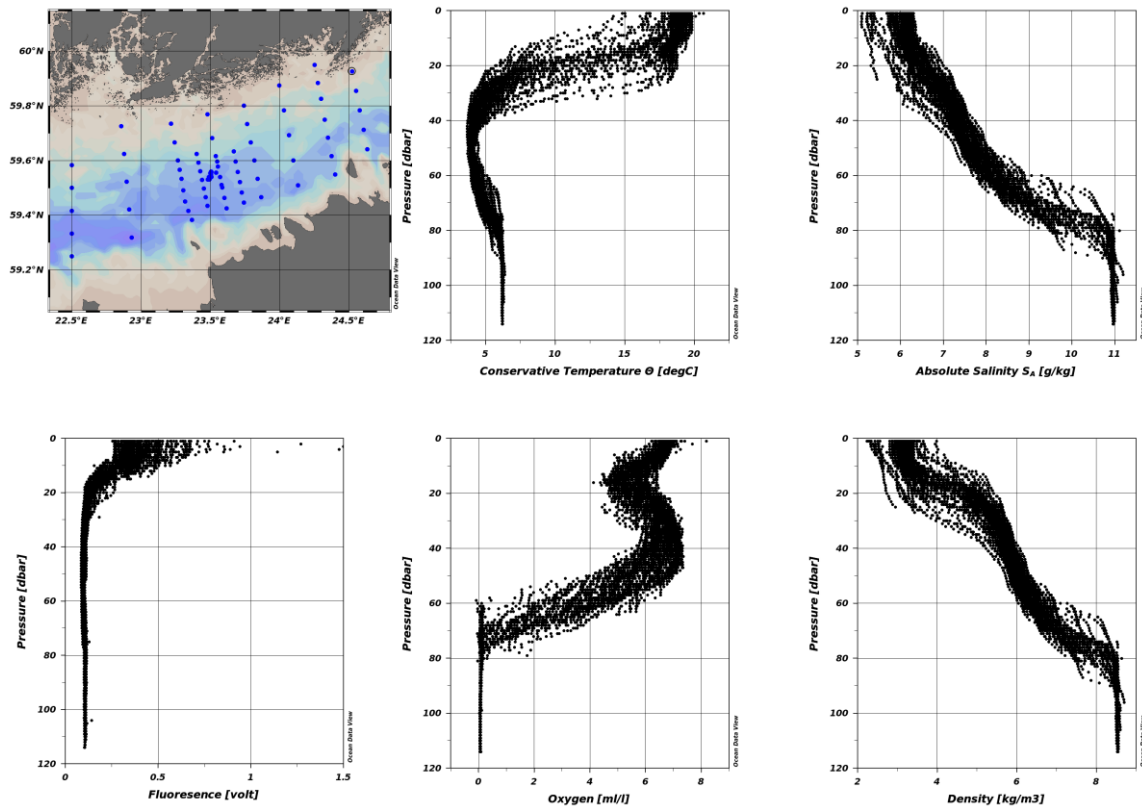 60°N
59.8°N
59.6°N
59.4°N
59.2°N
22.5°E 23°E 23.5°E 24°E 24.5°E
Ocean Data View
0
20
40
60
80
100
120
Pressure [dbar]
5 10 15 20
Conservative Temperature Θ [degC]
Ocean Data View
0
20
40
60
80
100
120
Pressure [dbar]
5 6 7 8 9 10 11
Absolute Salinity S_A [g/kg]
Ocean Data View
0
20
40
60
80
100
120
Pressure [dbar]
0 0.5 1 1.5
Fluoresence [volt]
Ocean Data View
0
20
40
60
80
100
120
Pressure [dbar]
0 2 4 6 8
Oxygen [ml/l]
Ocean Data View
0
20
40
60
80
100
120
Pressure [dbar]
2 4 6 8
Density [kg/m3]
Ocean Data View